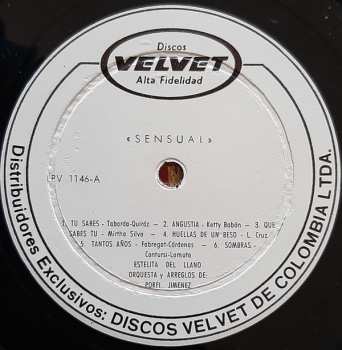 Discos
VELVET
Alta Fidelidad
«SENSUAL»
LPV 1146-A
1. TU SABES - Taborda-Quiróz — 2. ANGUSTIA - Ketty Babón — 3. QUE
SABES TU - Mirtha Silva — 4. HUELLAS DE UN BESO - L. Cruz
5. TANTOS AÑOS - Fabregat-Cárdenas — 6. SOMBRAS -
Contursi-Lomuto
ESTELITA DEL LLANO
ORQUESTA y ARREGLOS DE:
PORFI. JIMENEZ
Distribuidores Exclusivos: DISCOS VELVET DE COLOMBIA LTDA.